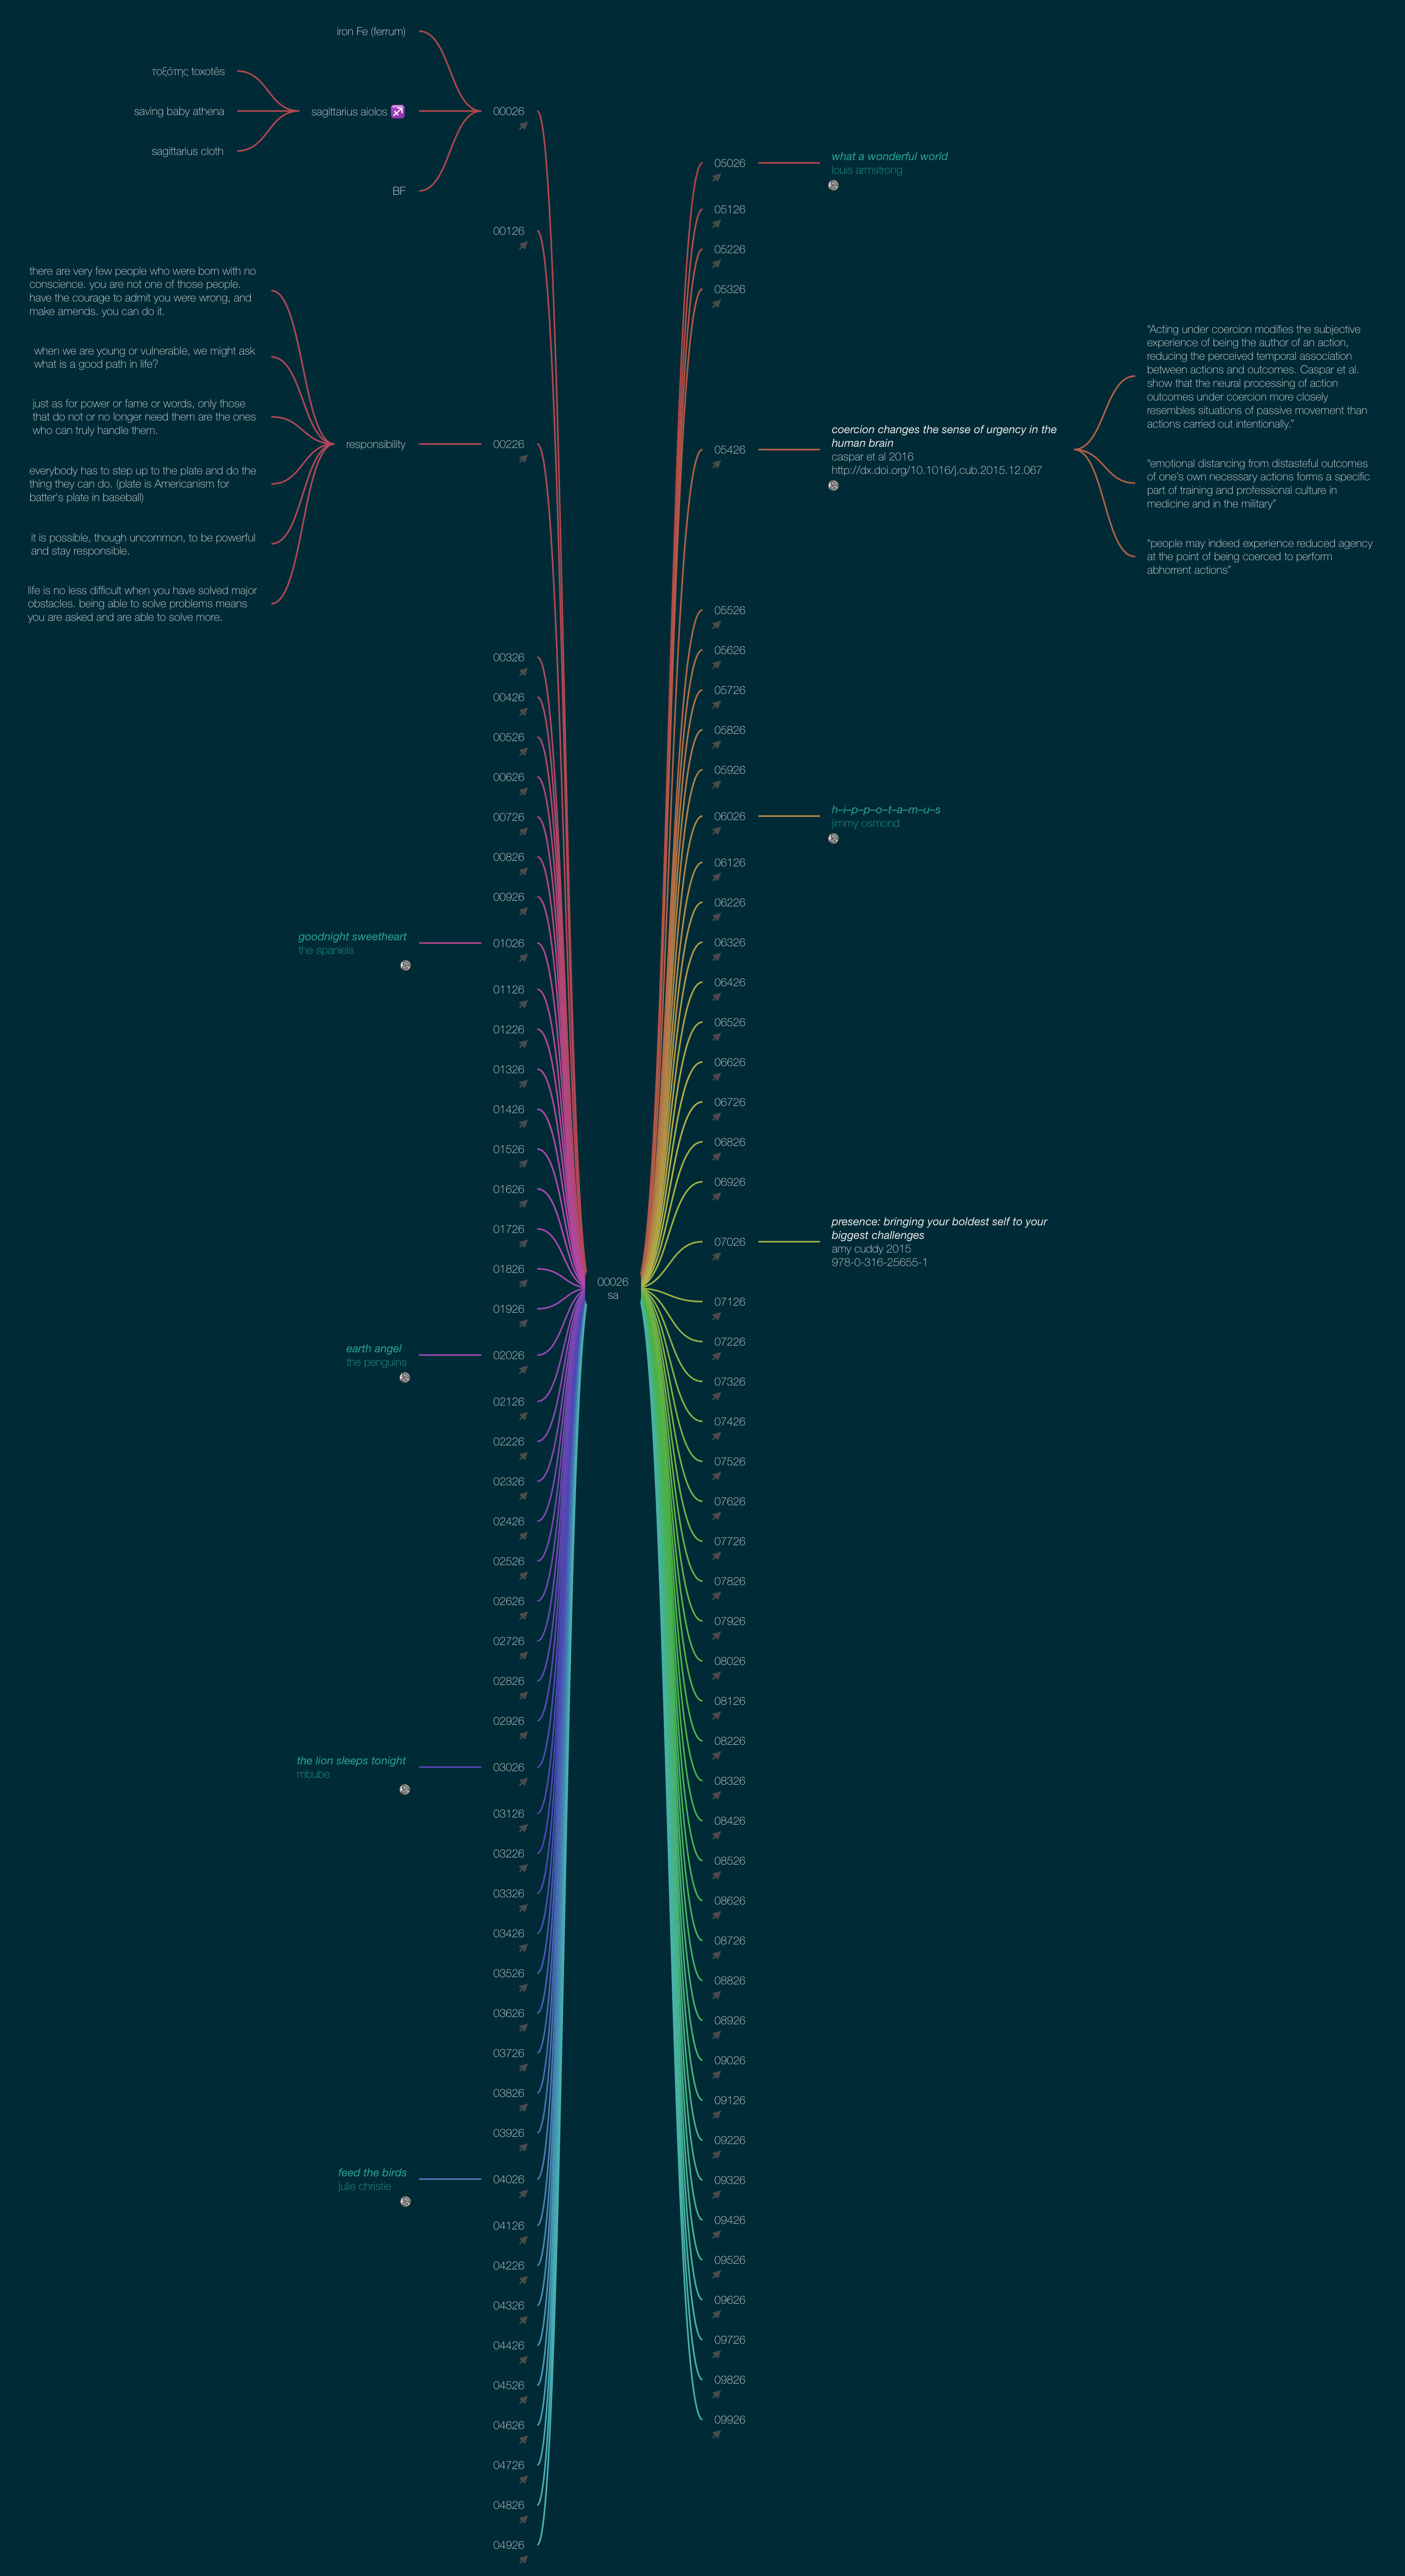 iron Fe (ferrum)
τοξότης toxotēs
saving baby athena
sagittarius aiolos ♐
sagittarius cloth
BF
00026
00126
there are very few people who were born with no
conscience. you are not one of those people.
have the courage to admit you were wrong, and
make amends. you can do it.
when we are young or vulnerable, we might ask
what is a good path in life?
just as for power or fame or words, only those
that do not or no longer need them are the ones
who can truly handle them.
everybody has to step up to the plate and do the
thing they can do. (plate is Americanism for
batter's plate in baseball)
it is possible, though uncommon, to be powerful
and stay responsible.
life is no less difficult when you have solved major
obstacles. being able to solve problems means
you are asked and are able to solve more.
responsibility
00226
00326
00426
00526
00626
00726
00826
00926
goodnight sweetheart
the spaniels
01026
01126
01226
01326
01426
01526
01626
01726
01826
01926
earth angel
the penguins
02026
02126
02226
02326
02426
02526
02626
02726
02826
02926
the lion sleeps tonight
mbube
03026
03126
03226
03326
03426
03526
03626
03726
03826
03926
feed the birds
julie christie
04026
04126
04226
04326
04426
04526
04626
04726
04826
04926
00026
sa
05026
what a wonderful world
louis armstrong
05126
05226
05326
05426
coercion changes the sense of urgency in the
human brain
caspar et al 2016
http://dx.doi.org/10.1016/j.cub.2015.12.067
“Acting under coercion modifies the subjective
experience of being the author of an action,
reducing the perceived temporal association
between actions and outcomes. Caspar et al.
show that the neural processing of action
outcomes under coercion more closely
resembles situations of passive movement than
actions carried out intentionally.”
“emotional distancing from distasteful outcomes
of one’s own necessary actions forms a specific
part of training and professional culture in
medicine and in the military”
“people may indeed experience reduced agency
at the point of being coerced to perform
abhorrent actions”
05526
05626
05726
05826
05926
06026
h–i–p–p–o–t–a–m–u–s
jimmy osmond
06126
06226
06326
06426
06526
06626
06726
06826
06926
07026
presence: bringing your boldest self to your
biggest challenges
amy cuddy 2015
978-0-316-25655-1
07126
07226
07326
07426
07526
07626
07726
07826
07926
08026
08126
08226
08326
08426
08526
08626
08726
08826
08926
09026
09126
09226
09326
09426
09526
09626
09726
09826
09926